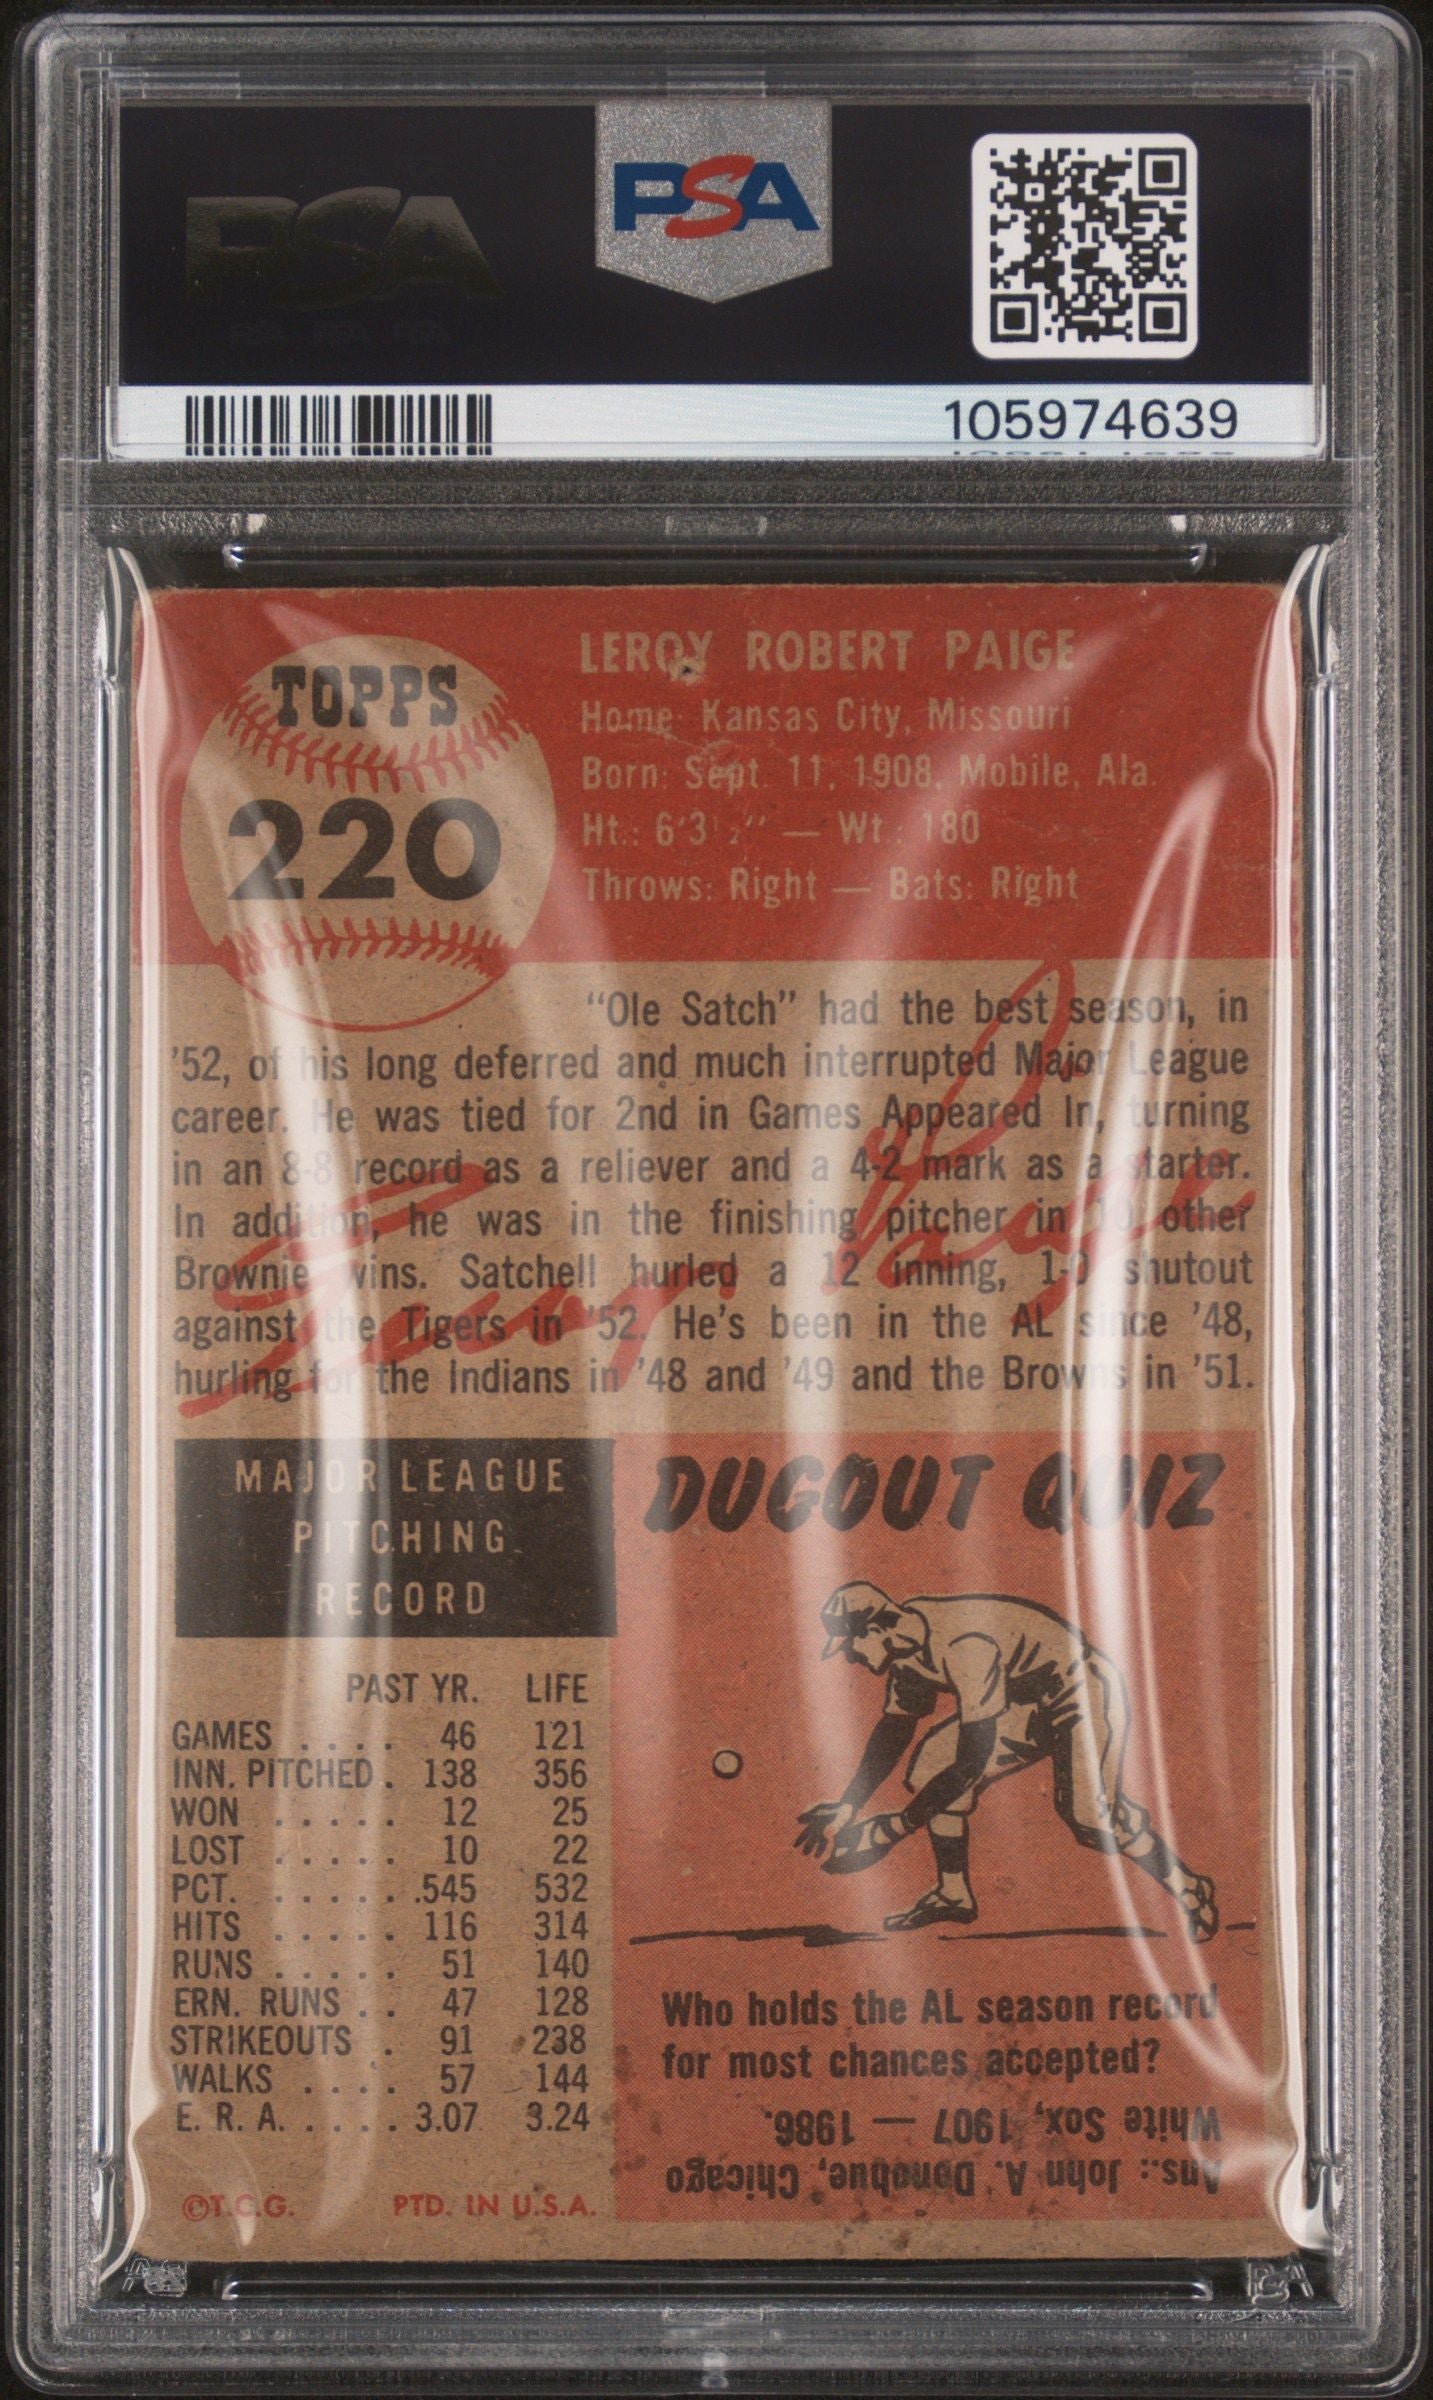 PSA
PSA
105974639
TOPPS
220
LEROY ROBERT PAIGE
Home: Kansas City, Missouri
Born: Sept. 11, 1908, Mobile, Ala.
Ht.: 6'3½" — Wt.: 180
Throws: Right — Bats: Right
"Ole Satch" had the best season, in
'52, of his long deferred and much interrupted Major League
career. He was tied for 2nd in Games Appeared In, turning
in an 8-8 record as a reliever and a 4-2 mark as a starter.
In addition, he was in the finishing pitcher in 10 other
Brownie wins. Satchell hurled a 12 inning, 1-0 shutout
against the Tigers in '52. He's been in the AL since '48,
hurling for the Indians in '48 and '49 and the Browns in '51.
Leroy Paige
MAJOR LEAGUE
PITCHING
RECORD
PAST YR. LIFE
GAMES .... 46 121
INN. PITCHED . 138 356
WON ..... 12 25
LOST ..... 10 22
PCT. ..... .545 532
HITS ..... 116 314
RUNS ..... 51 140
ERN. RUNS .. 47 128
STRIKEOUTS . 91 238
WALKS .... 57 144
E. R. A. ..... 3.07 3.24
©T.C.G. PTD. IN U.S.A.
DUGOUT QUIZ
Who holds the AL season record
for most chances accepted?
Ans.: John A. Donohue, Chicago
White Sox, 1907 — 1986.
PSA
PSA